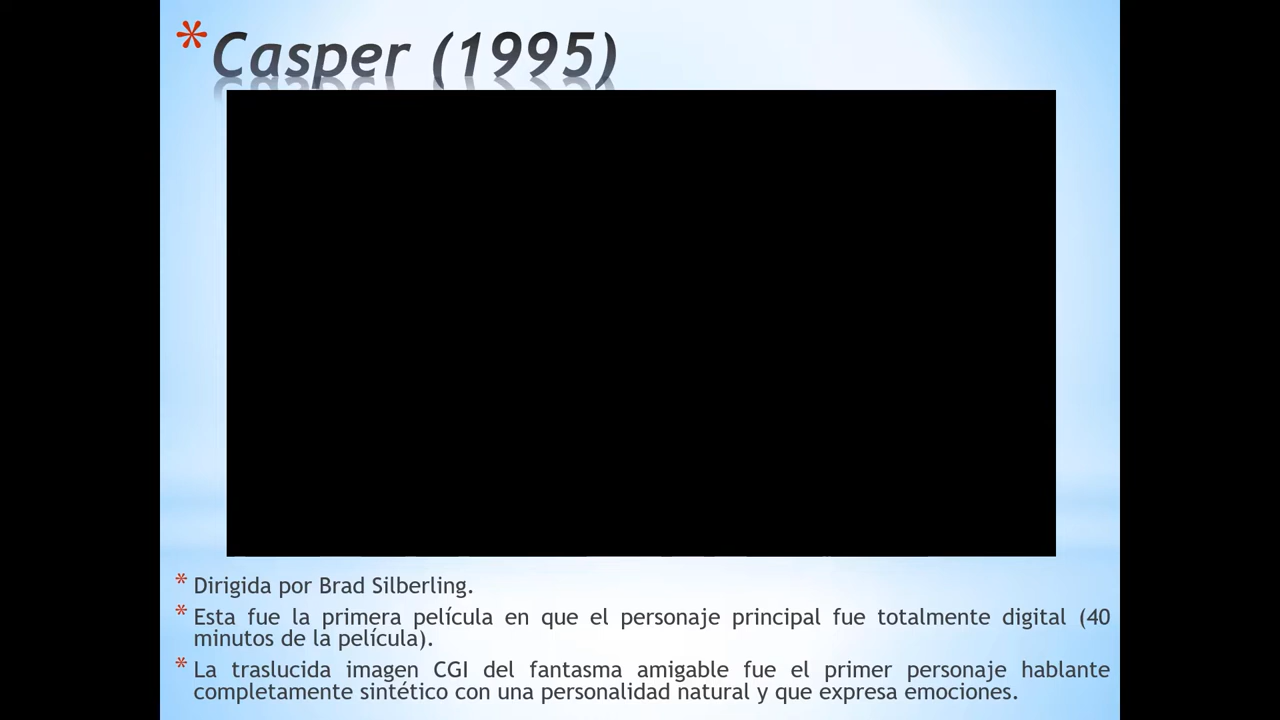 * Casper (1995)
* Dirigida por Brad Silberling.
* Esta fue la primera película en que el personaje principal fue totalmente digital (40
minutos de la película).
* La traslucida imagen CGI del fantasma amigable fue el primer personaje hablante
completamente sintético con una personalidad natural y que expresa emociones.